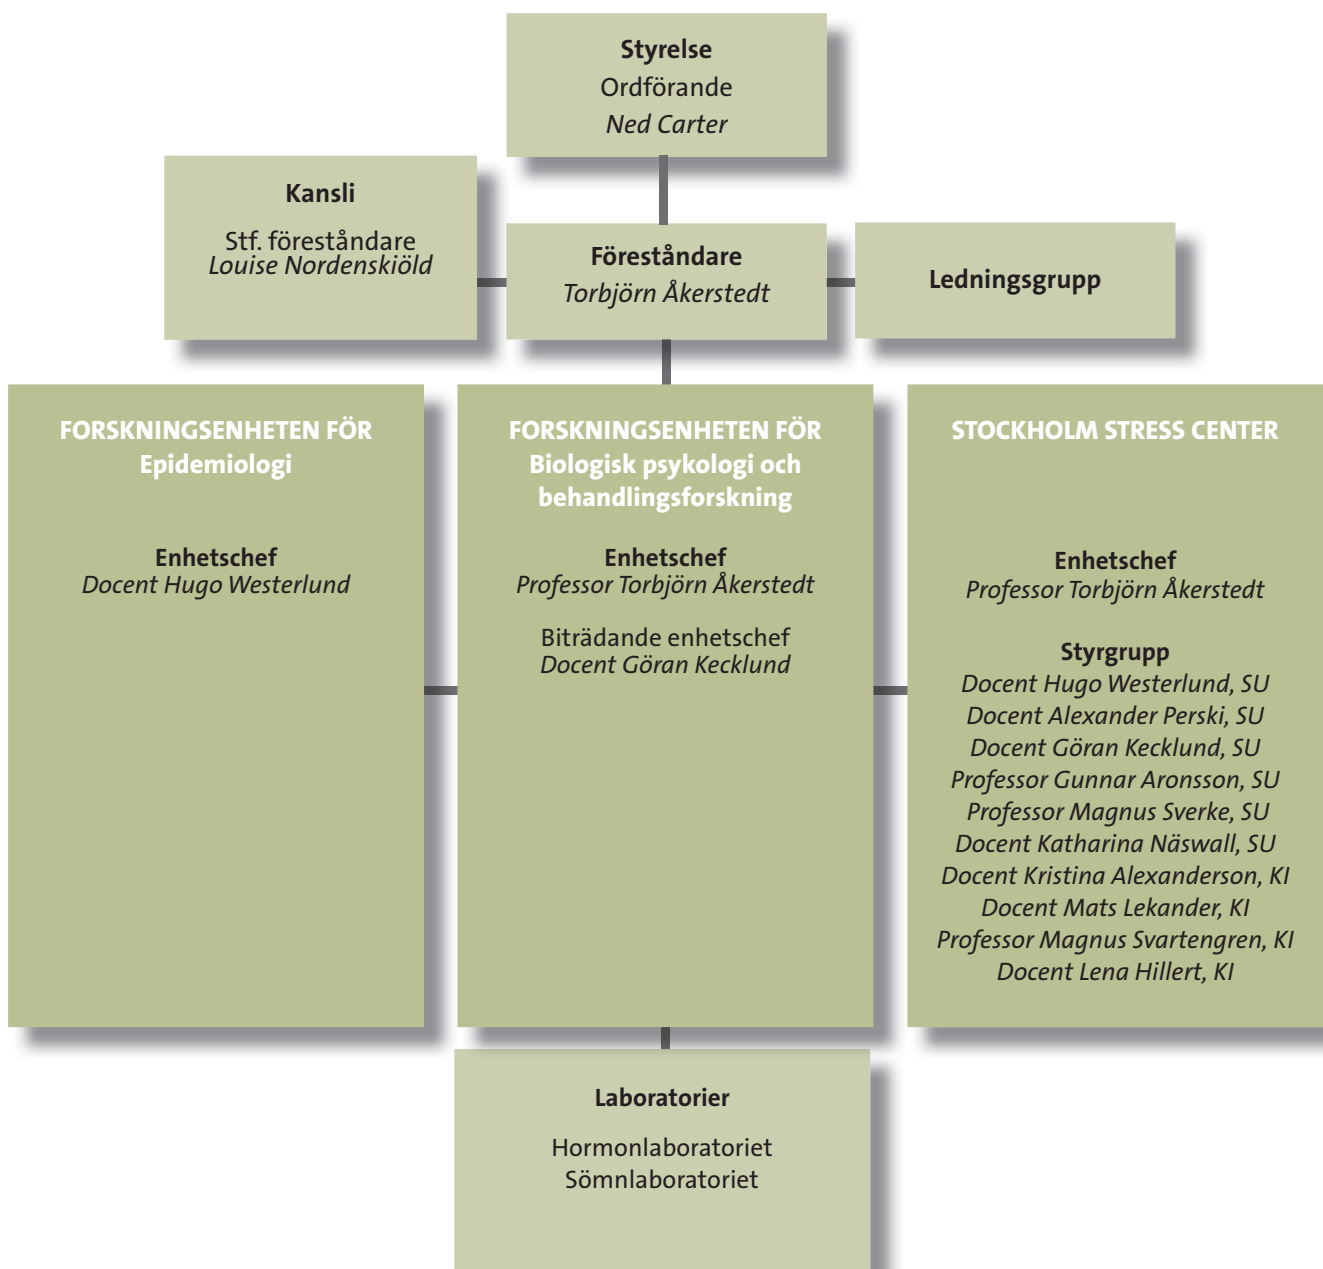 Styrelse
Ordförande
Ned Carter
Kansli
Stf. föreståndare
Louise Nordenskiöld
Föreståndare
Torbjörn Åkerstedt
Ledningsgrupp
FORSKNINGSENHETEN FÖR
Epidemiologi
Enhetschef
Docent Hugo Westerlund
FORSKNINGSENHETEN FÖR
Biologisk psykologi och
behandlingsforskning
Enhetschef
Professor Torbjörn Åkerstedt
Biträdande enhetschef
Docent Göran Kecklund
STOCKHOLM STRESS CENTER
Enhetschef
Professor Torbjörn Åkerstedt
Styrgrupp
Docent Hugo Westerlund, SU
Docent Alexander Perski, SU
Docent Göran Kecklund, SU
Professor Gunnar Aronsson, SU
Professor Magnus Sverke, SU
Docent Katharina Näswall, SU
Docent Kristina Alexanderson, KI
Docent Mats Lekander, KI
Professor Magnus Svartengren, KI
Docent Lena Hillert, KI
Laboratorier
Hormonlaboratoriet
Sömnlaboratoriet